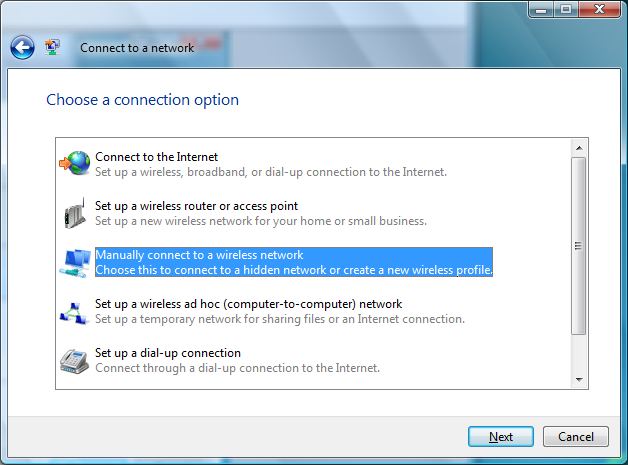 Connect to a network
Choose a connection option
Connect to the Internet
Set up a wireless, broadband, or dial-up connection to the Internet.
Set up a wireless router or access point
Set up a new wireless network for your home or small business.
Manually connect to a wireless network
Choose this to connect to a hidden network or create a new wireless profile.
Set up a wireless ad hoc (computer-to-computer) network
Set up a temporary network for sharing files or an Internet connection.
Set up a dial-up connection
Connect through a dial-up connection to the Internet.
Next
Cancel